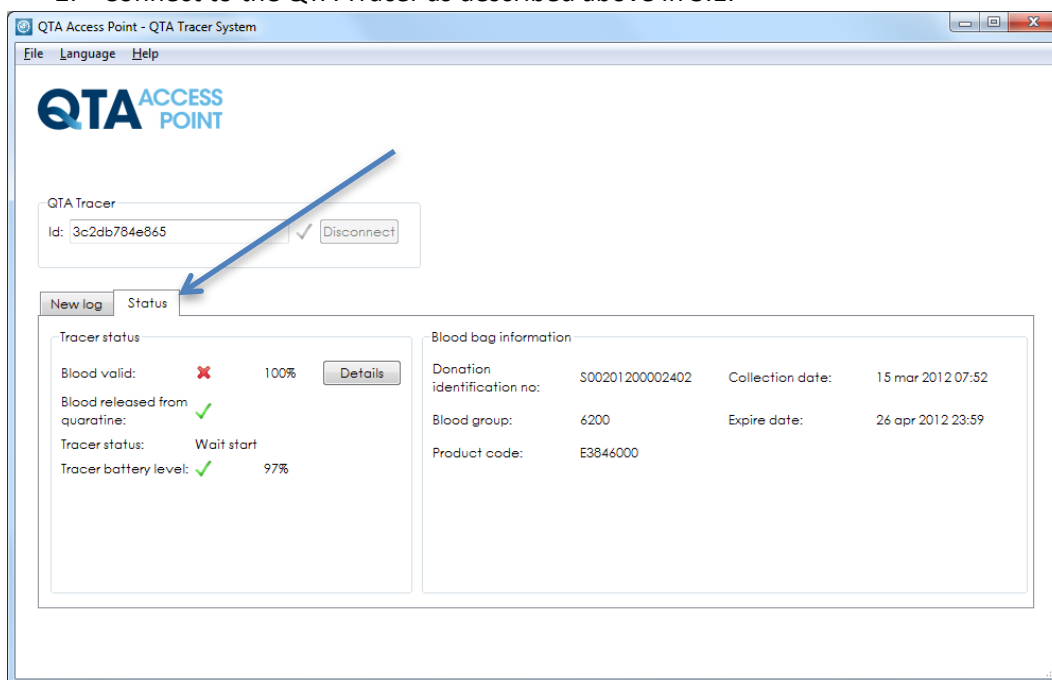 QTA Access Point - QTA Tracer System
File Language Help
QTA ACCESS
POINT
QTA Tracer
Id: 3c2db784e865 Disconnect
New log Status
Tracer status
Blood valid: 100% Details
Blood released from
quaratine:
Tracer status: Wait start
Tracer battery level: 97%
Blood bag information
Donation
identification no: S00201200002402 Collection date: 15 mar 2012 07:52
Blood group: 6200 Expire date: 26 apr 2012 23:59
Product code: E3846000